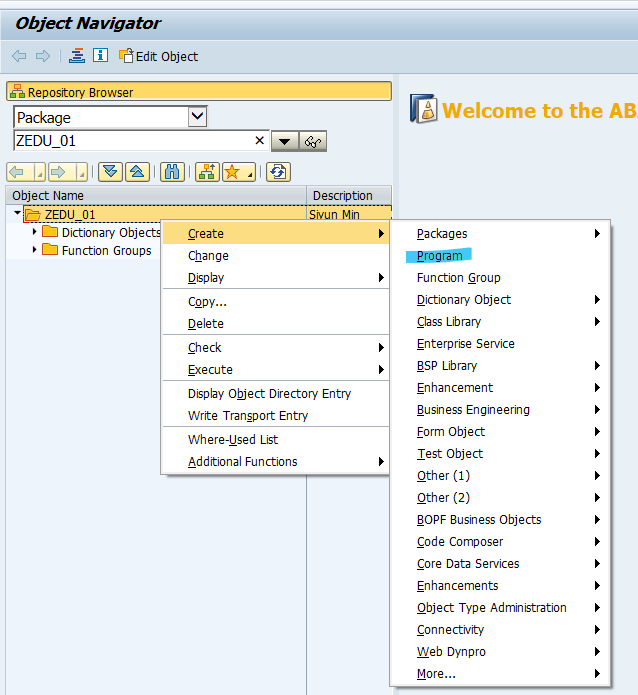 Object Navigator
Edit Object
Repository Browser
Package
ZEDU_01
Object Name Description
ZEDU_01 Siyun Min
Dictionary Objects
Function Groups
Welcome to the ABA
Create
Change
Display
Copy...
Delete
Check
Execute
Display Object Directory Entry
Write Transport Entry
Where-Used List
Additional Functions
Packages
Program
Function Group
Dictionary Object
Class Library
Enterprise Service
BSP Library
Enhancement
Business Engineering
Form Object
Test Object
Other (1)
Other (2)
BOPF Business Objects
Code Composer
Core Data Services
Enhancements
Object Type Administration
Connectivity
Web Dynpro
More...